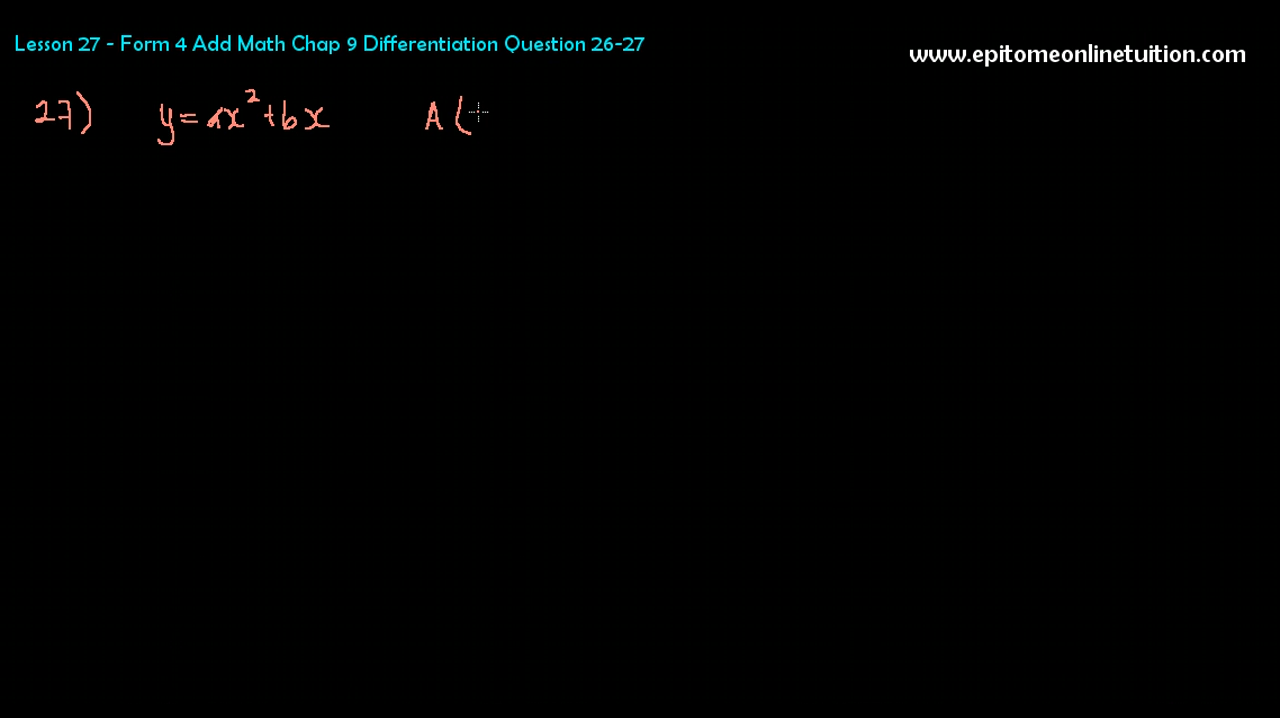 Lesson 27 - Form 4 Add Math Chap 9 Differentiation Question 26-27
www.epitomeonlinetuition.com
27) y=ax²+bx A(